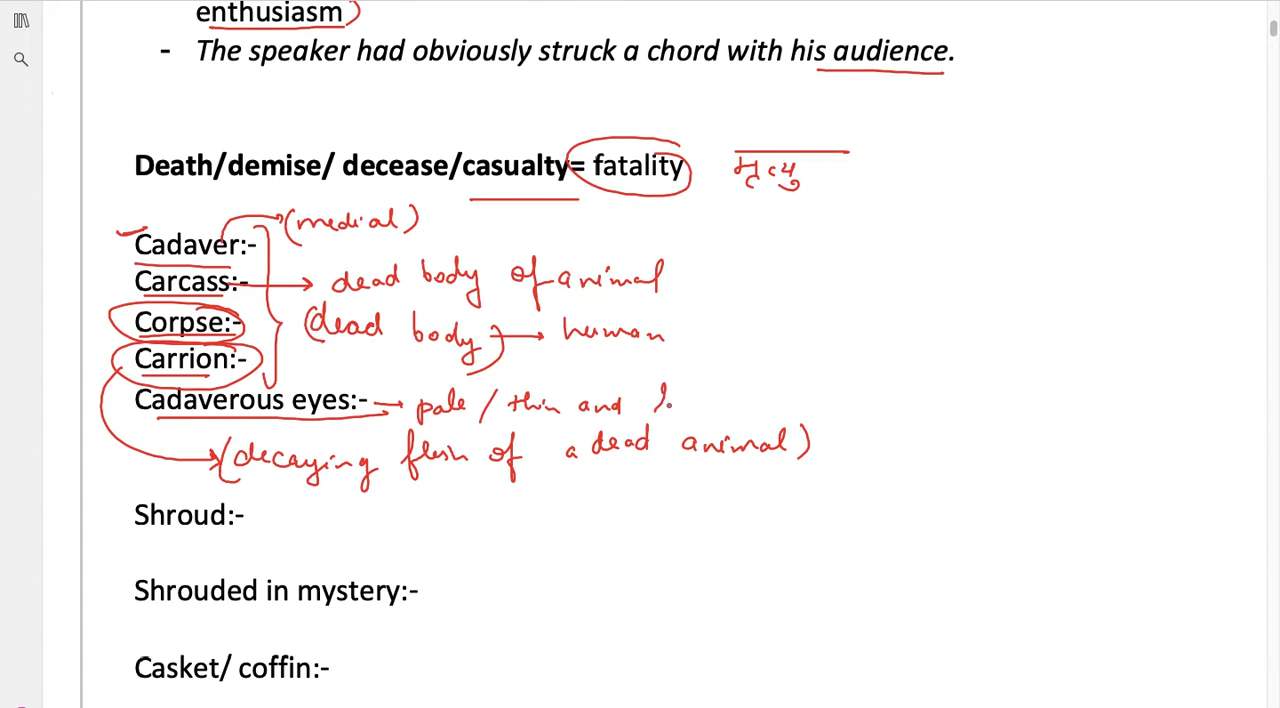 enthusiasm)
- The speaker had obviously struck a chord with his audience.
Death/demise/ decease/casualty= fatality मृत्यु
Cadaver:- (medial)
Carcass:- dead body of animal
Corpse:- (dead body) human
Carrion:-
Cadaverous eyes:- pale / thin and
(decaying flesh of a dead animal)
Shroud:-
Shrouded in mystery:-
Casket/ coffin:-